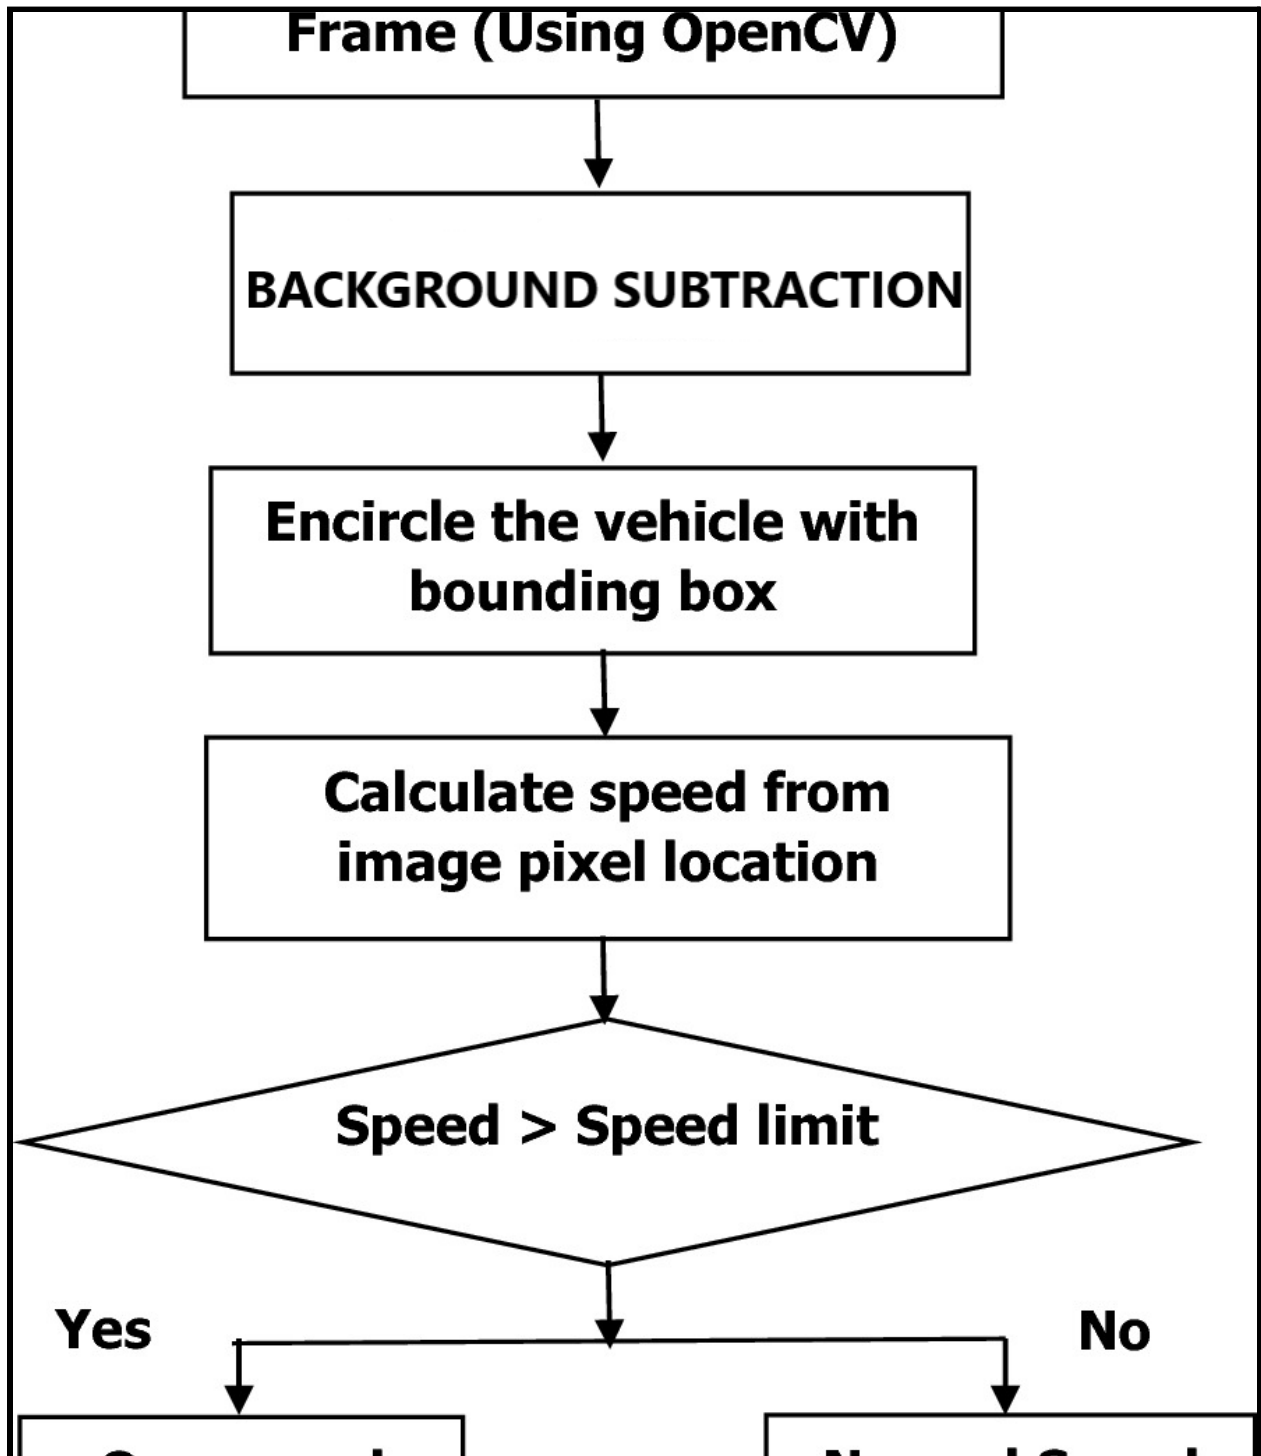 Frame (Using OpenCV)
BACKGROUND SUBTRACTION
Encircle the vehicle with
bounding box
Calculate speed from
image pixel location
Speed > Speed limit
Yes
No